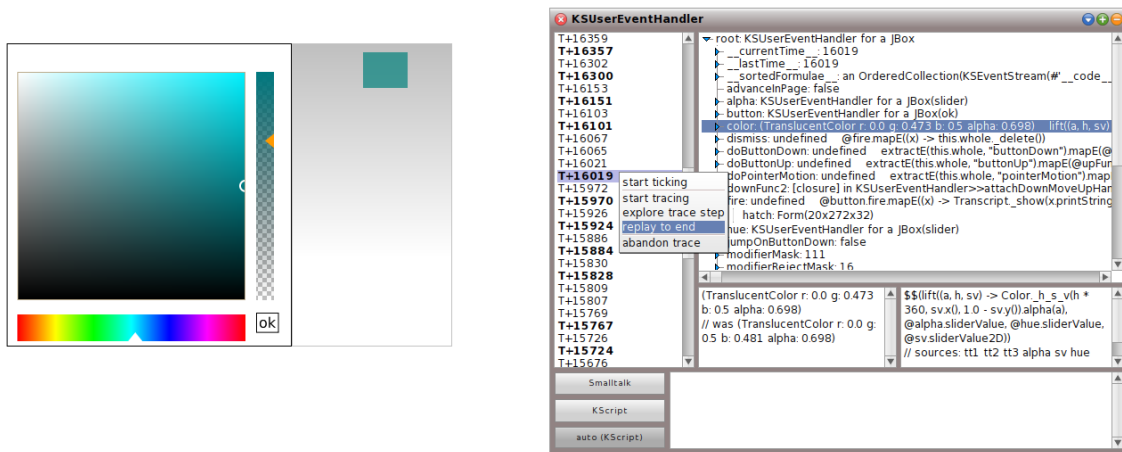 ok
KSUserEventHandler
T+16359
T+16357
T+16302
T+16300
T+16153
T+16151
T+16103
T+16101
T+16067
T+16065
T+16021
T+16019
T+15972
T+15970
T+15926
T+15924
T+15886
T+15884
T+15830
T+15828
T+15809
T+15807
T+15769
T+15767
T+15726
T+15724
T+15676
root: KSUserEventHandler for a JBox
__currentTime__: 16019
__lastTime__: 16019
__sortedFormulae__: an OrderedCollection(KSEventStream(#'__code__
advanceInPage: false
alpha: KSUserEventHandler for a JBox(slider)
button: KSUserEventHandler for a JBox(ok)
color: (TranslucentColor r: 0.0 g: 0.473 b: 0.5 alpha: 0.698) lift((a, h, sv)
dismiss: undefined @fire.mapE((x) -> this.whole._delete())
doButtonDown: undefined extractE(this.whole, "buttonDown").mapE(@
doButtonUp: undefined extractE(this.whole, "buttonUp").mapE(@upFun
doPointerMotion: undefined extractE(this.whole, "pointerMotion").map
downFunc2: [closure] in KSUserEventHandler>>attachDownMoveUpHan
fire: undefined @button.fire.mapE((x) -> Transcript._show(x.printString
hatch: Form(20x272x32)
hue: KSUserEventHandler for a JBox(slider)
jumpOnButtonDown: false
modifierMask: 111
modifierRejectMask: 16
start ticking
start tracing
explore trace step
replay to end
abandon trace
(TranslucentColor r: 0.0 g: 0.473
b: 0.5 alpha: 0.698)
// was (TranslucentColor r: 0.0 g:
0.5 b: 0.481 alpha: 0.698)
$$(lift((a, h, sv) -> Color._h_s_v(h *
360, sv.x(), 1.0 - sv.y()).alpha(a),
@alpha.sliderValue, @hue.sliderValue,
@sv.sliderValue2D))
// sources: tt1 tt2 tt3 alpha sv hue
Smalltalk
KScript
auto (KScript)